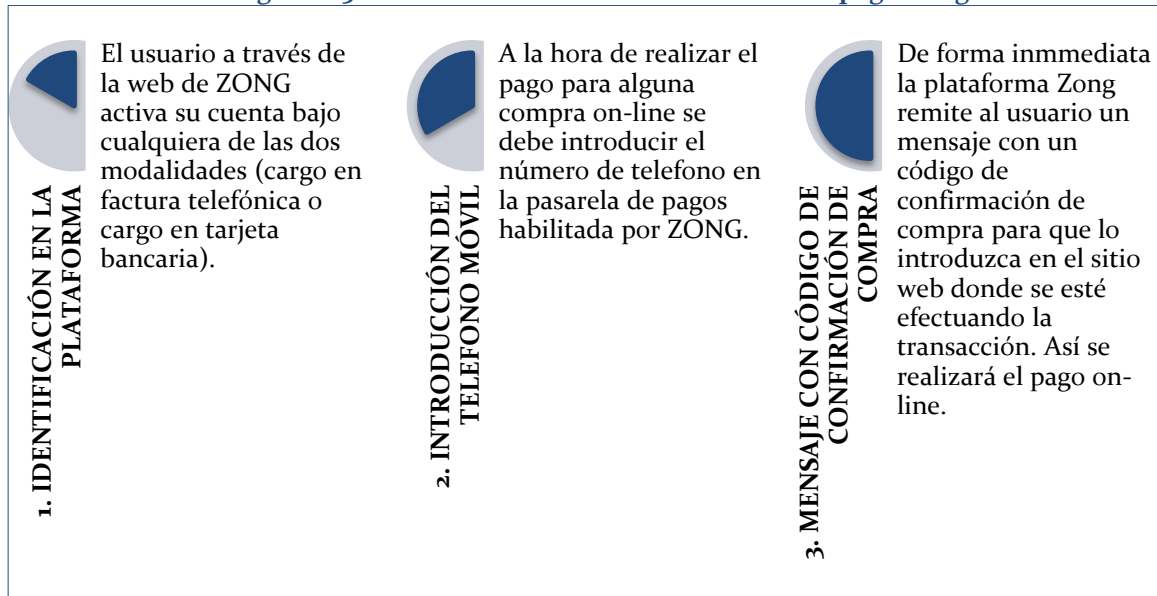 1. IDENTIFICACIÓN EN LA
PLATAFORMA
El usuario a través de
la web de ZONG
activa su cuenta bajo
cualquiera de las dos
modalidades (cargo en
factura telefónica o
cargo en tarjeta
bancaria).
2. INTRODUCCIÓN DEL
TELEFONO MÓVIL
A la hora de realizar el
pago para alguna
compra on-line se
debe introducir el
número de telefono en
la pasarela de pagos
habilitada por ZONG.
3. MENSAJE CON CÓDIGO DE
CONFIRMACIÓN DE
COMPRA
De forma inmmediata
la plataforma Zong
remite al usuario un
mensaje con un
código de
confirmación de
compra para que lo
introduzca en el sitio
web donde se esté
efectuando la
transacción. Así se
realizará el pago on-
line.